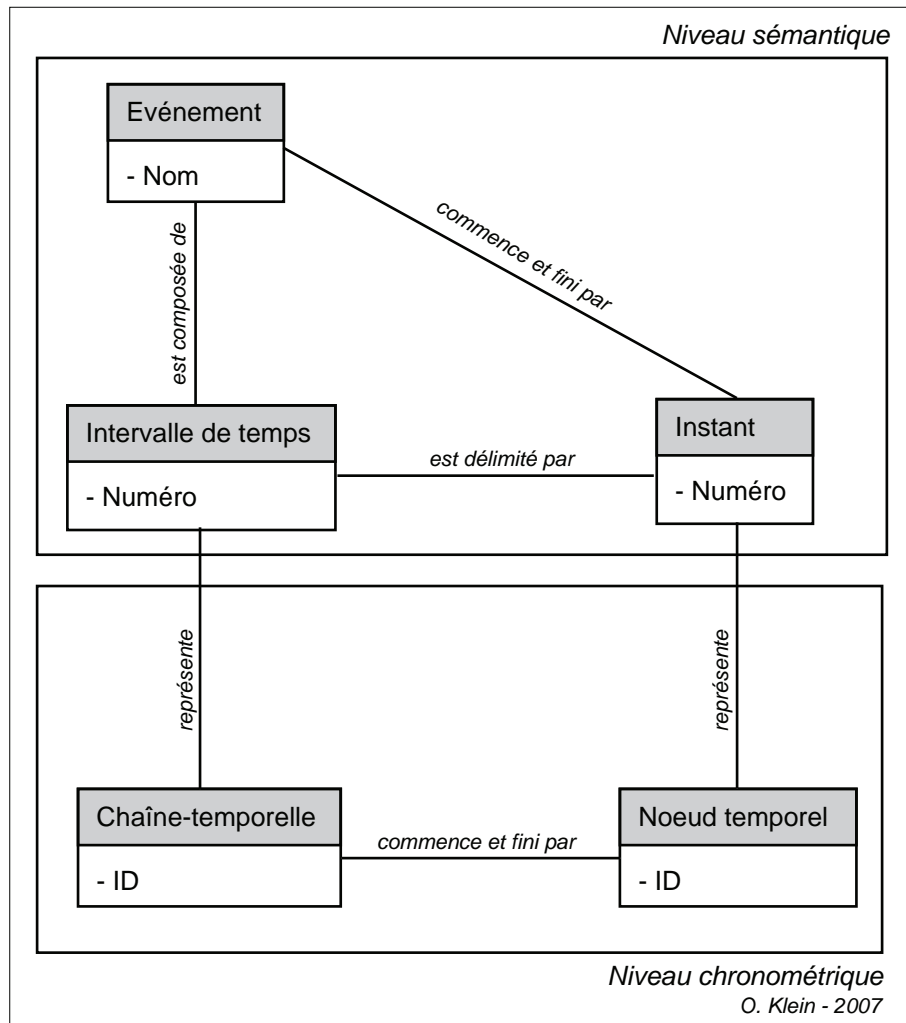 Niveau sémantique
Evénement
- Nom
commence et fini par
est composée de
Intervalle de temps
- Numéro
est délimité par
Instant
- Numéro
représente
représente
Chaîne-temporelle
- ID
commence et fini par
Noeud temporel
- ID
Niveau chronométrique
O. Klein - 2007